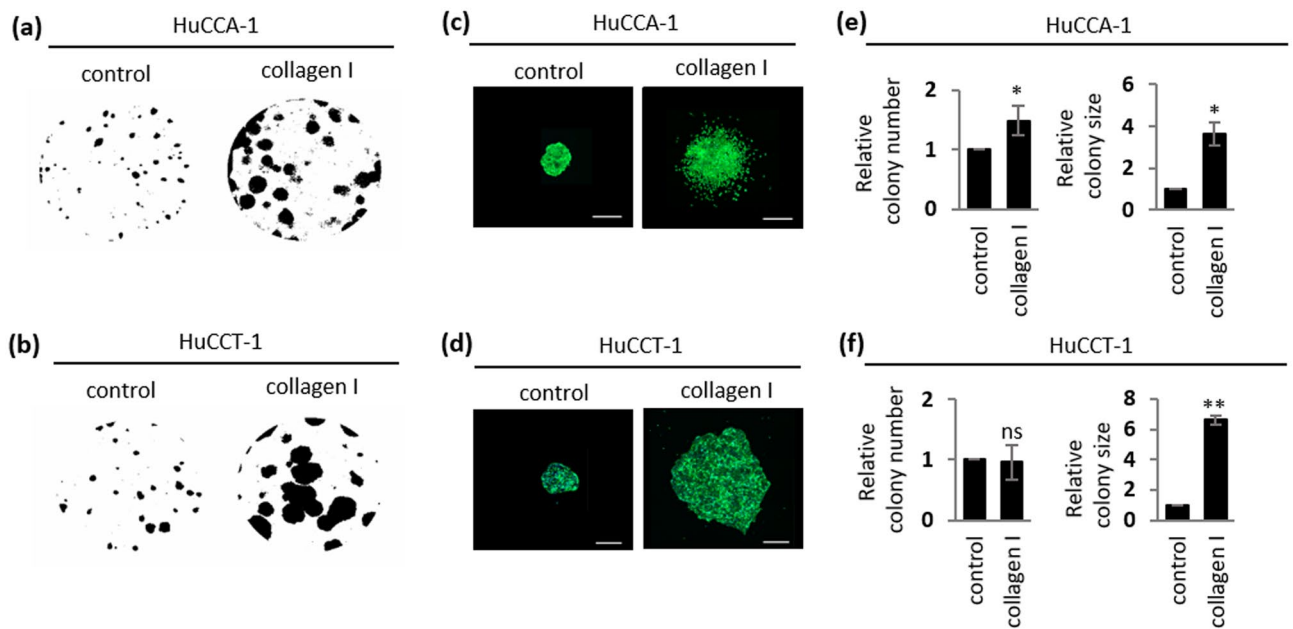 (a)
HuCCA-1
control
collagen I
(c)
HuCCA-1
control
collagen I
(e)
HuCCA-1
Relative
colony number
2
1
0
*
control
collagen I
Relative
colony size
6
4
2
0
*
control
collagen I
(b)
HuCCT-1
control
collagen I
(d)
HuCCT-1
control
collagen I
(f)
HuCCT-1
Relative
colony number
2
1
0
ns
control
collagen I
Relative
colony size
8
6
4
2
0
**
control
collagen I